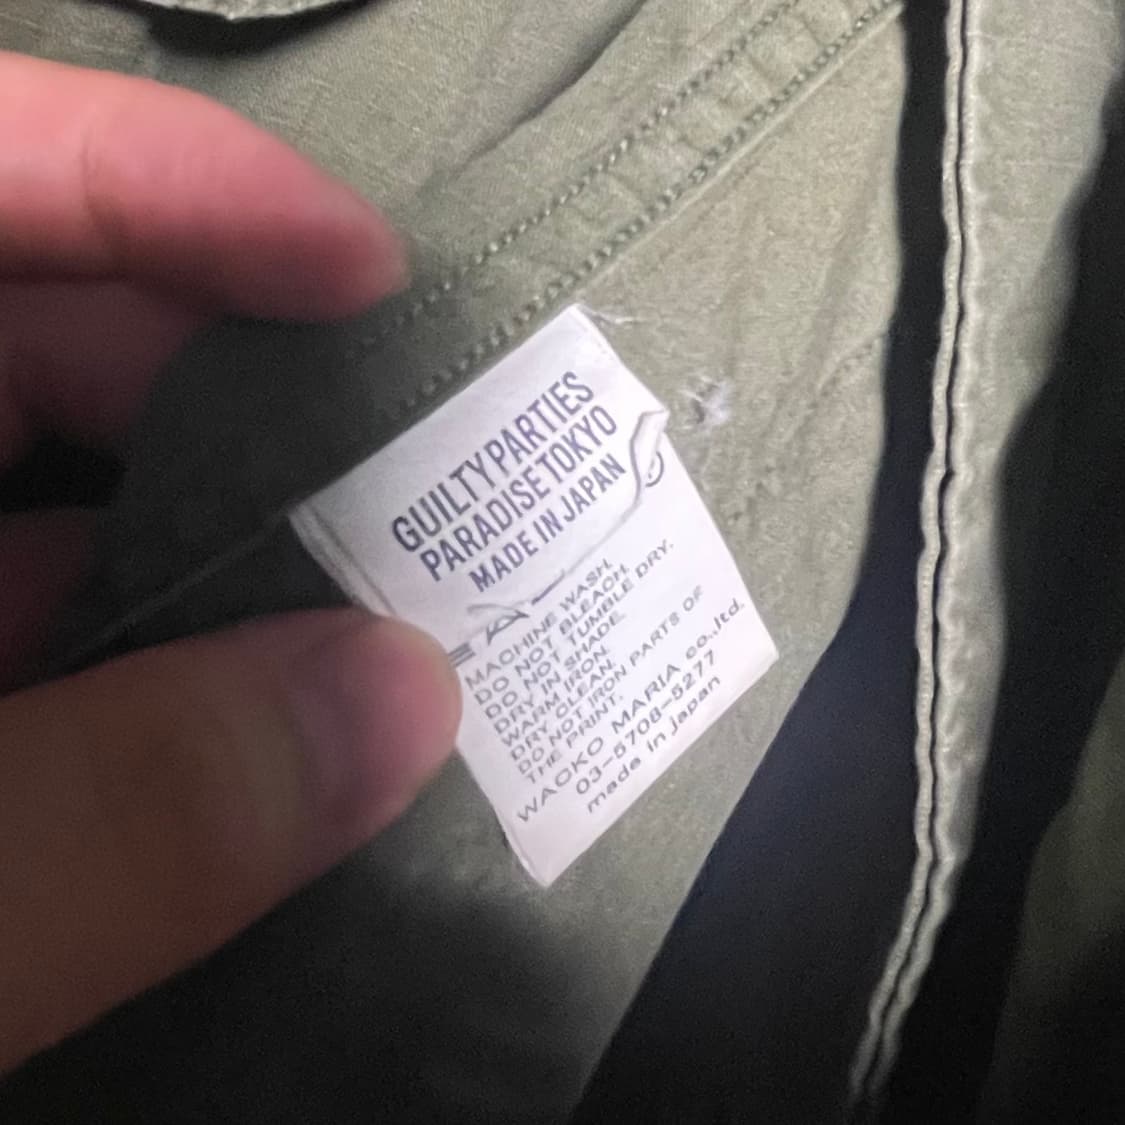 GUILTY PARTIES
PARADISE TOKYO
MADE IN JAPAN
MACHINE WASH.
DO NOT BLEACH.
DO NOT TUMBLE DRY.
DRY IN SHADE.
WARM IRON.
DRY CLEAN.
DO NOT IRON PARTS OF
THE PRINT.
WACKO MARIA co.,ltd.
03-5708-5277
made in japan